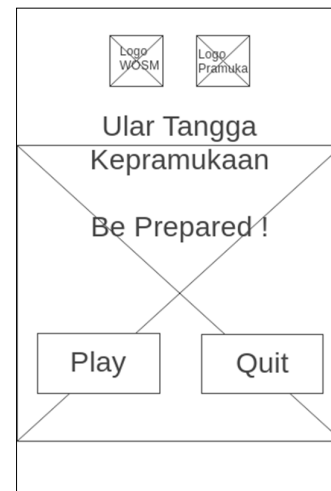 Logo
WOSM
Logo
Pramuka
Ular Tangga
Kepramukaan
Be Prepared !
Play
Quit